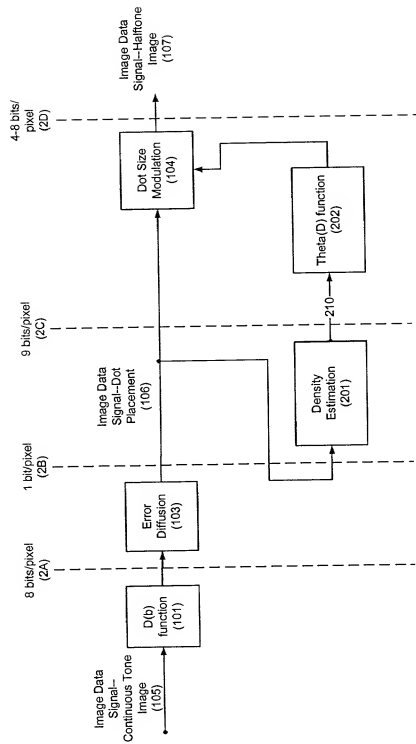 8 bits/pixel
(2A)
1 bit/pixel
(2B)
9 bits/pixel
(2C)
4-8 bits/
pixel
(2D)
Image Data
Signal--
Continuous Tone
Image
(105)
D(b)
function
(101)
Error
Diffusion
(103)
Image Data
Signal--Dot
Placement
(106)
Dot Size
Modulation
(104)
Image Data
Signal--Halftone
Image
(107)
Density
Estimation
(201)
210
Theta(D) function
(202)